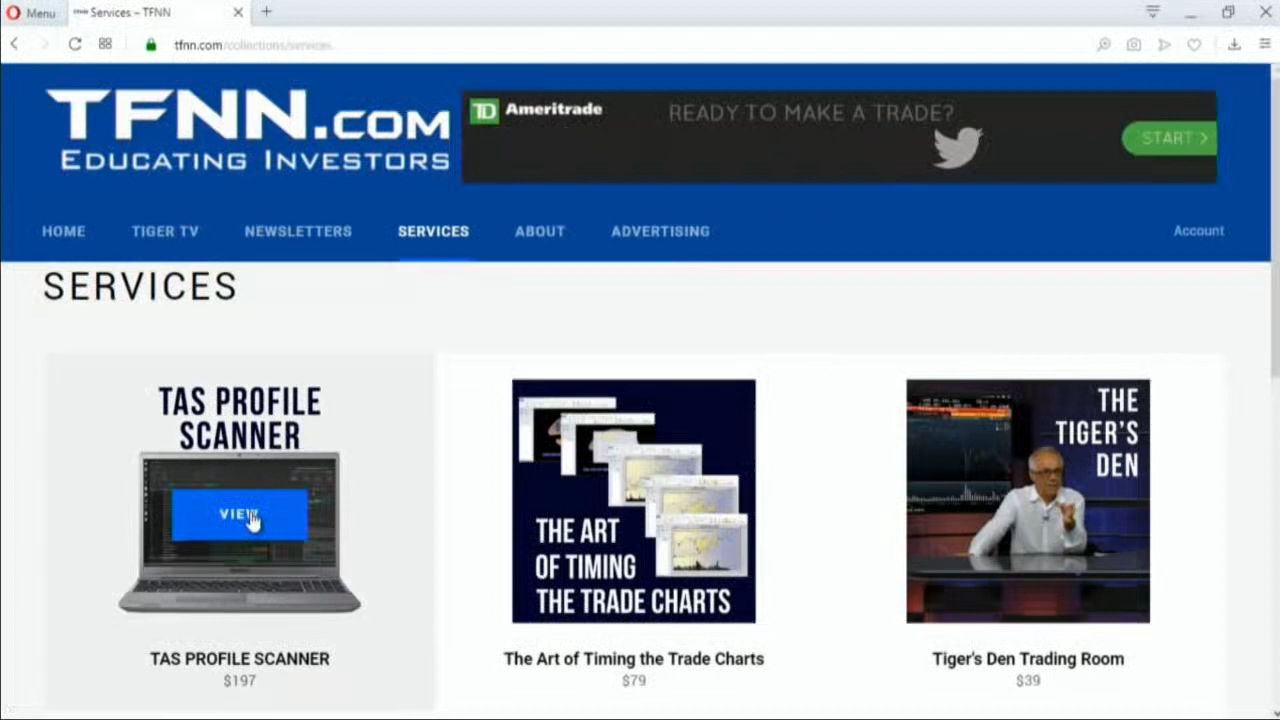 Menu
Services – TFNN
tfnn.com/collections/services
TFNN.COM
EDUCATING INVESTORS
TD Ameritrade
READY TO MAKE A TRADE?
START >
HOME
TIGER TV
NEWSLETTERS
SERVICES
ABOUT
ADVERTISING
Account
SERVICES
TAS PROFILE
SCANNER
VIEW
THE ART
OF TIMING
THE TRADE CHARTS
THE
TIGER'S
DEN
TAS PROFILE SCANNER
$197
The Art of Timing the Trade Charts
$79
Tiger's Den Trading Room
$39